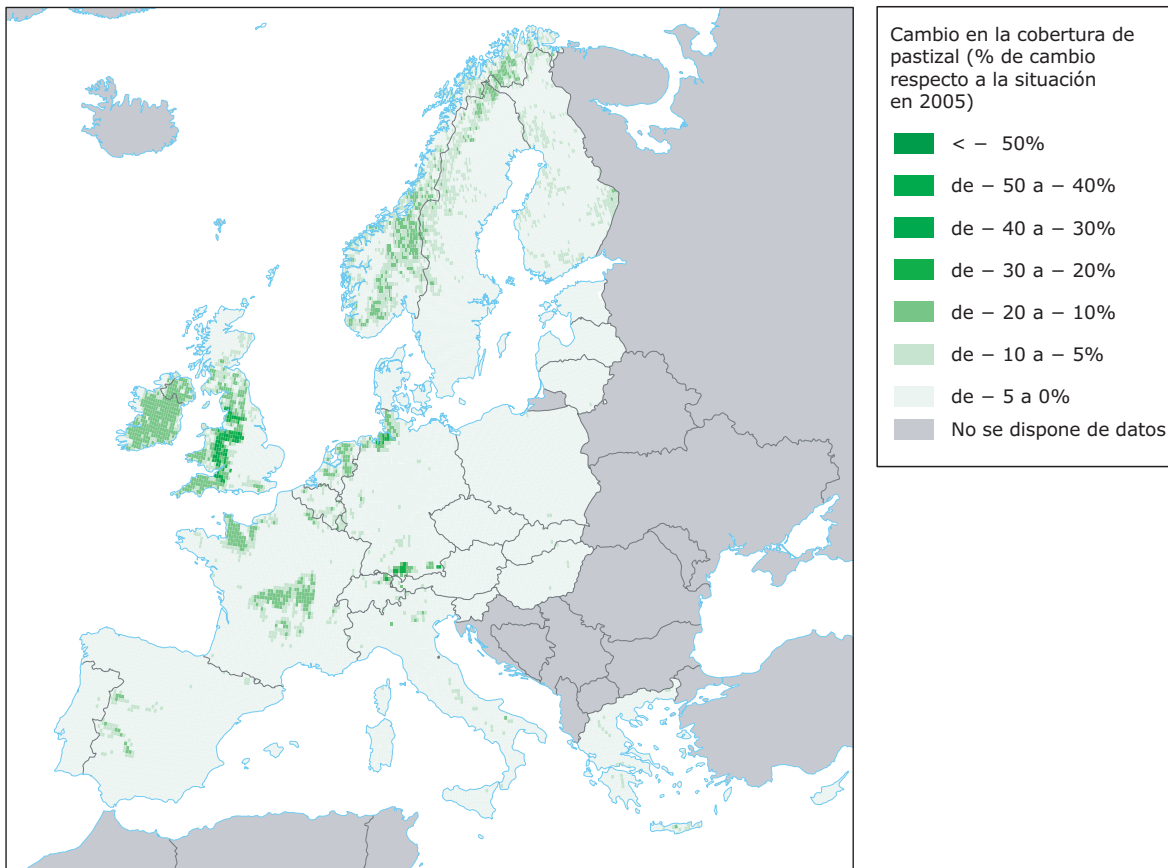 Cambio en la cobertura de
pastizal (% de cambio
respecto a la situación
en 2005)
< − 50%
de − 50 a − 40%
de − 40 a − 30%
de − 30 a − 20%
de − 20 a − 10%
de − 10 a − 5%
de − 5 a 0%
No se dispone de datos